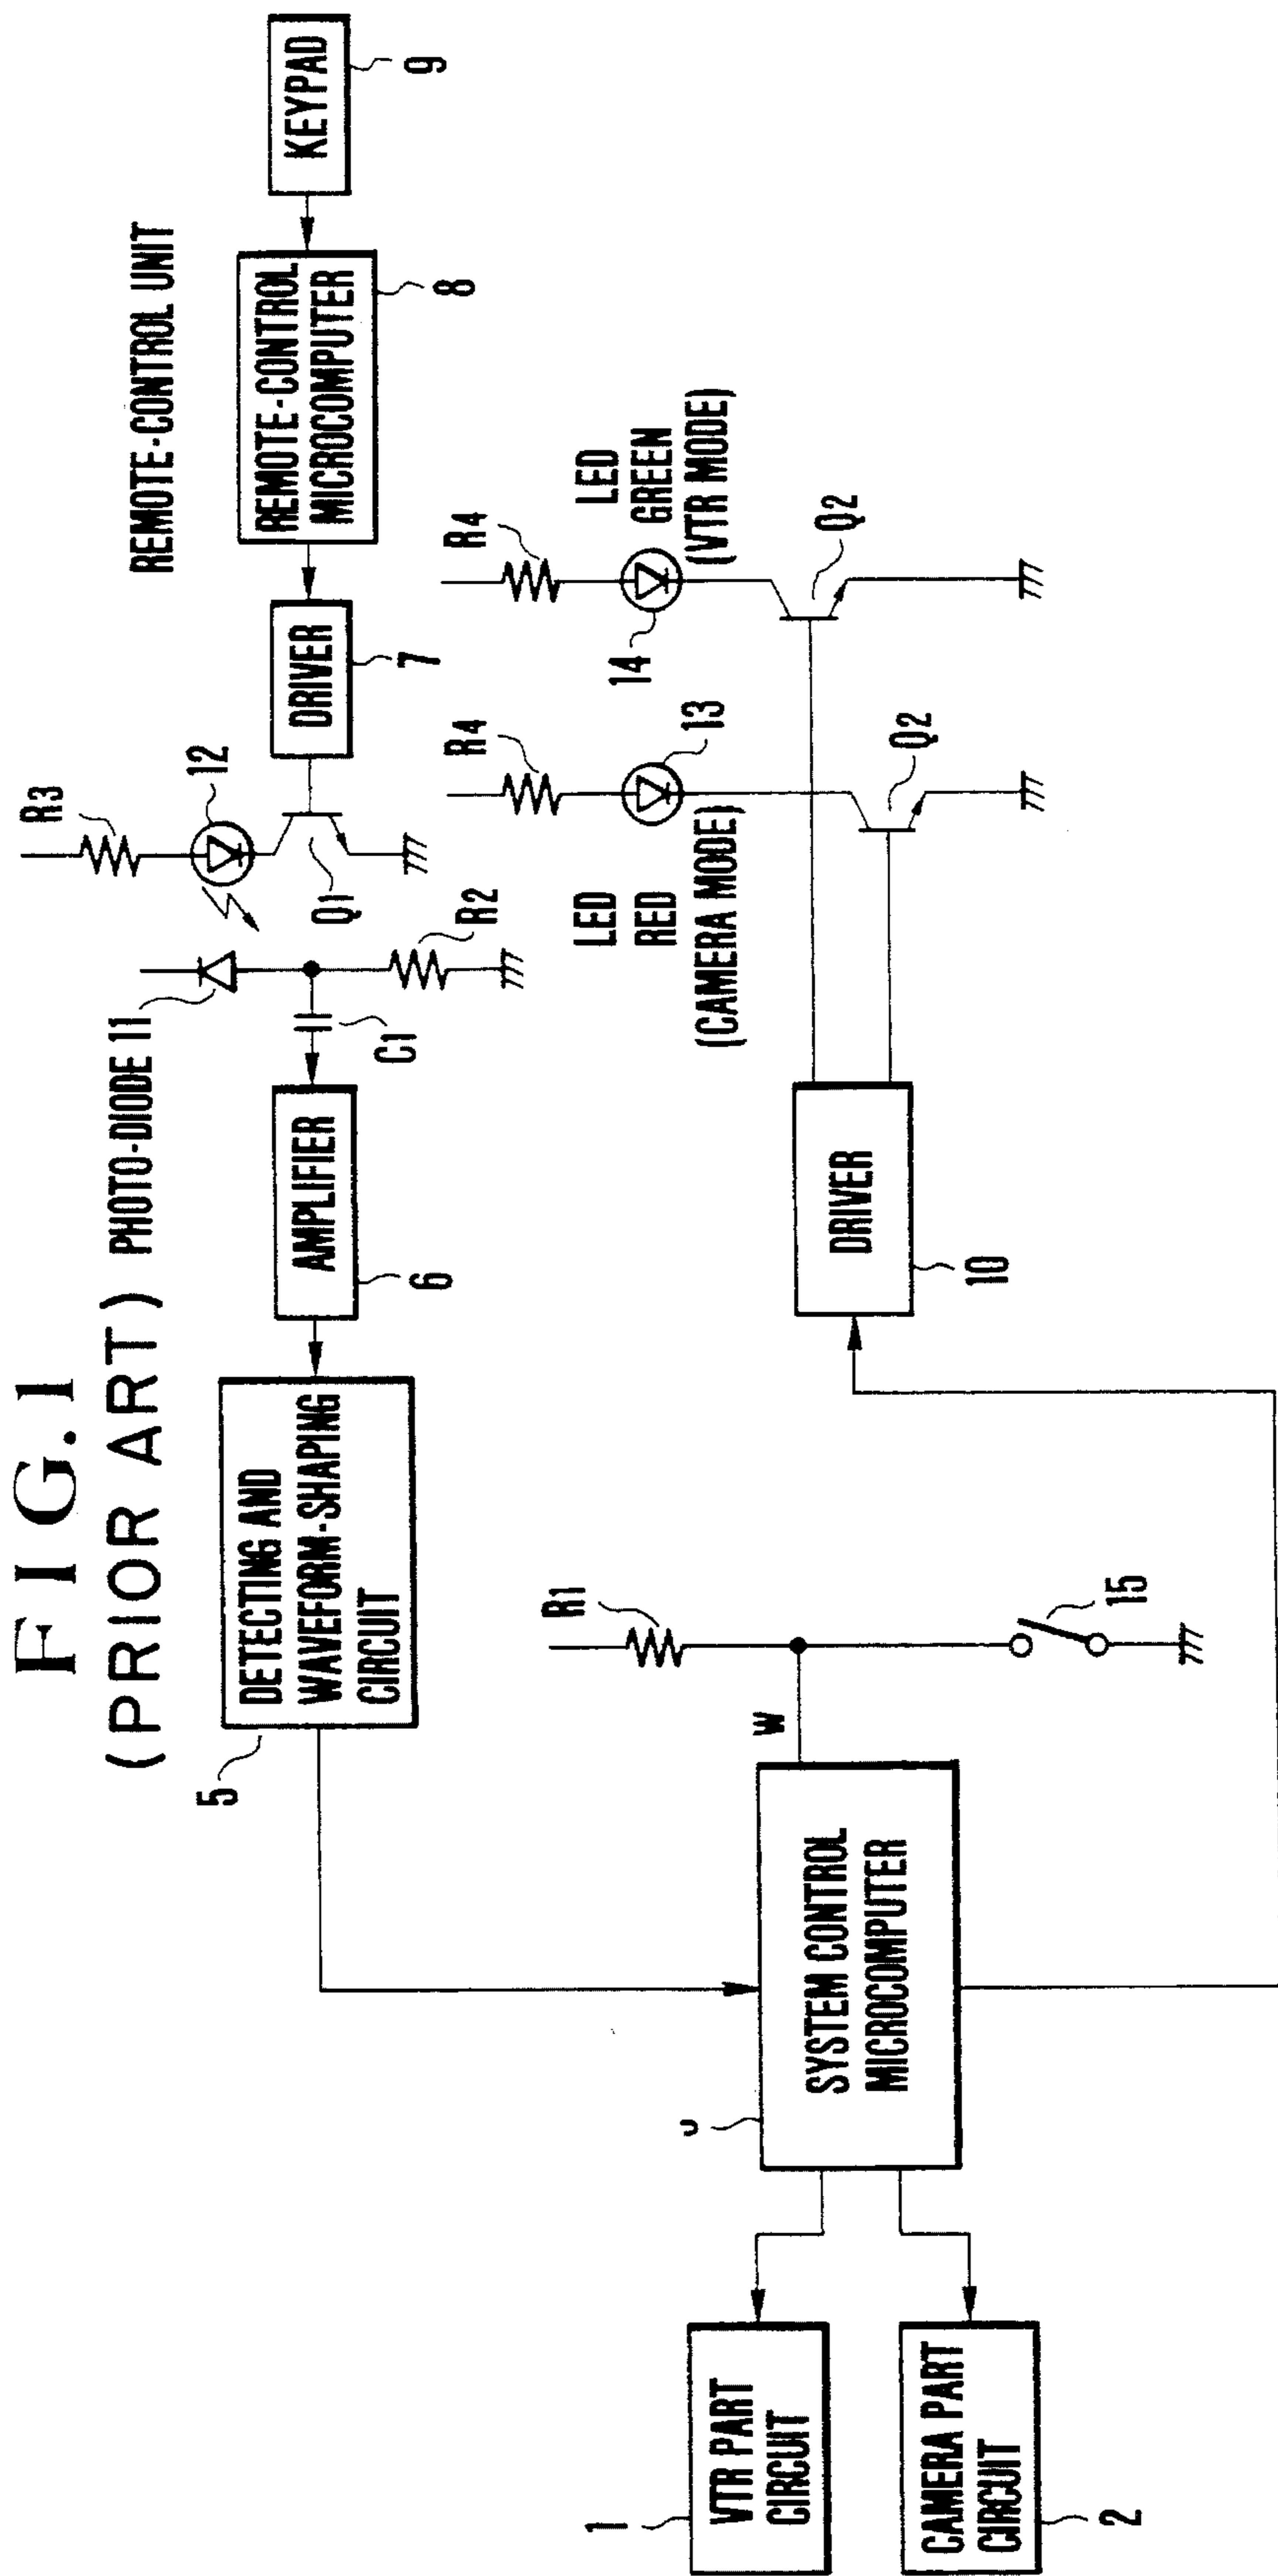 FIG.1
(PRIOR ART)
REMOTE-CONTROL UNIT
PHOTO-DIODE 11
R3
12
Q1
R2
C1
DETECTING AND
WAVEFORM-SHAPING
CIRCUIT
5
AMPLIFIER
6
DRIVER
7
REMOTE-CONTROL
MICROCOMPUTER
8
KEYPAD
9
LED
RED
(CAMERA MODE)
R4
13
Q2
LED
GREEN
(VTR MODE)
R4
14
Q2
R1
W
15
DRIVER
10
SYSTEM CONTROL
MICROCOMPUTER
VTR PART
CIRCUIT
1
CAMERA PART
CIRCUIT
2